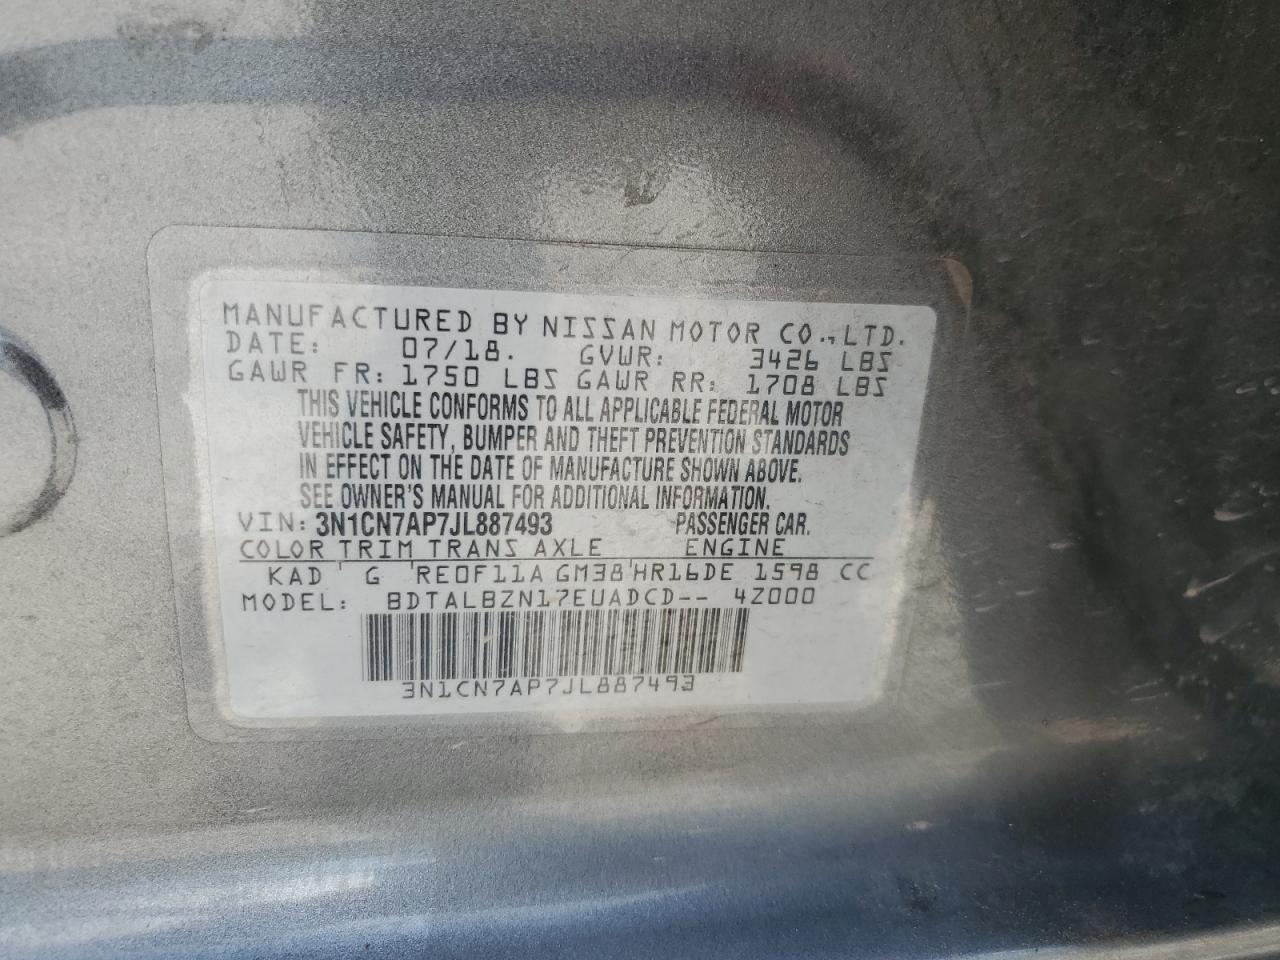 MANUFACTURED BY NISSAN MOTOR CO., LTD.
DATE: 07/18. GVWR: 3426 LBS
GAWR FR: 1750 LBS GAWR RR: 1708 LBS
THIS VEHICLE CONFORMS TO ALL APPLICABLE FEDERAL MOTOR
VEHICLE SAFETY, BUMPER AND THEFT PREVENTION STANDARDS
IN EFFECT ON THE DATE OF MANUFACTURE SHOWN ABOVE.
SEE OWNER'S MANUAL FOR ADDITIONAL INFORMATION.
VIN: 3N1CN7AP7JL887493 PASSENGER CAR.
COLOR TRIM TRANS AXLE ENGINE
KAD G RE0F11A GM38 HR16DE 1598 CC
MODEL: BDTALBZN17EUADCD-- 4Z000
3N1CN7AP7JL887493